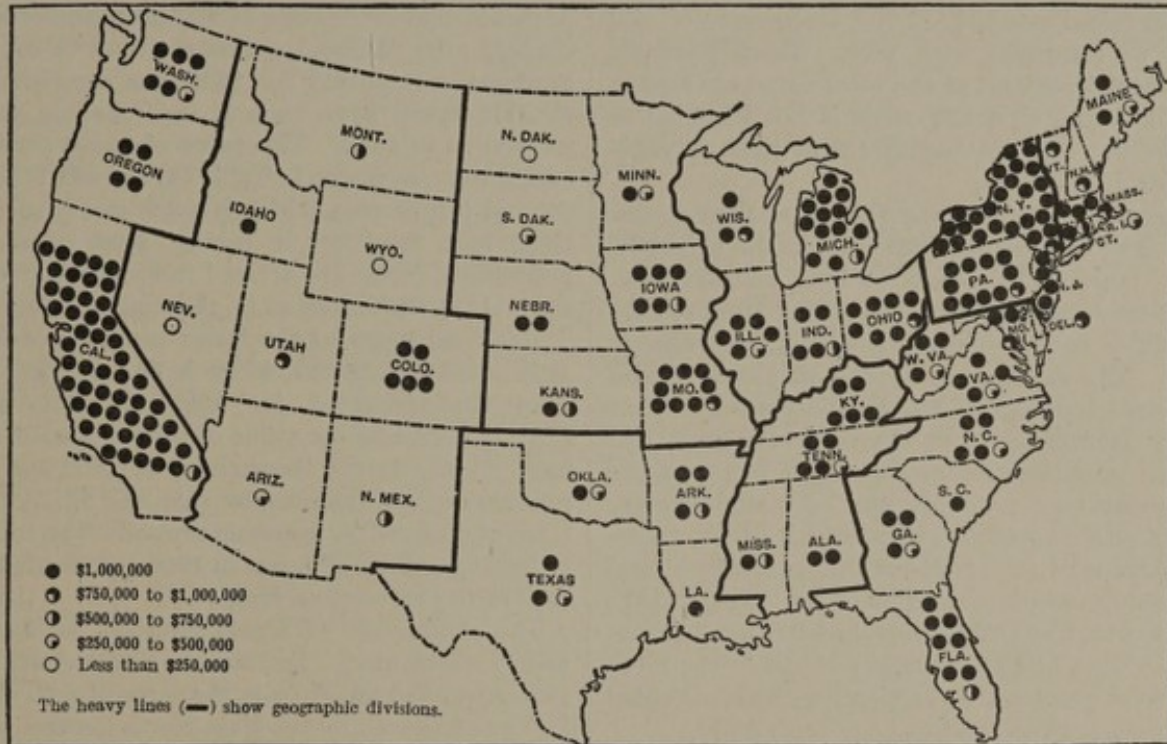 WASH.
OREGON
CAL.
NEV.
IDAHO
MONT.
WYO.
UTAH
COLO.
ARIZ.
N. MEX.
N. DAK.
S. DAK.
NEBR.
KANS.
OKLA.
TEXAS
MINN.
IOWA
MO.
ARK.
LA.
WIS.
MICH.
ILL.
IND.
OHIO
KY.
TENN.
MISS.
ALA.
MAINE
VT.
N.H.
MASS.
R. I.
CT.
N. Y.
PA.
N. J.
DEL.
MD.
W. VA.
VA.
N. C.
S. C.
GA.
FLA.
$1,000,000
$750,000 to $1,000,000
$500,000 to $750,000
$250,000 to $500,000
Less than $250,000
The heavy lines (━) show geographic divisions.